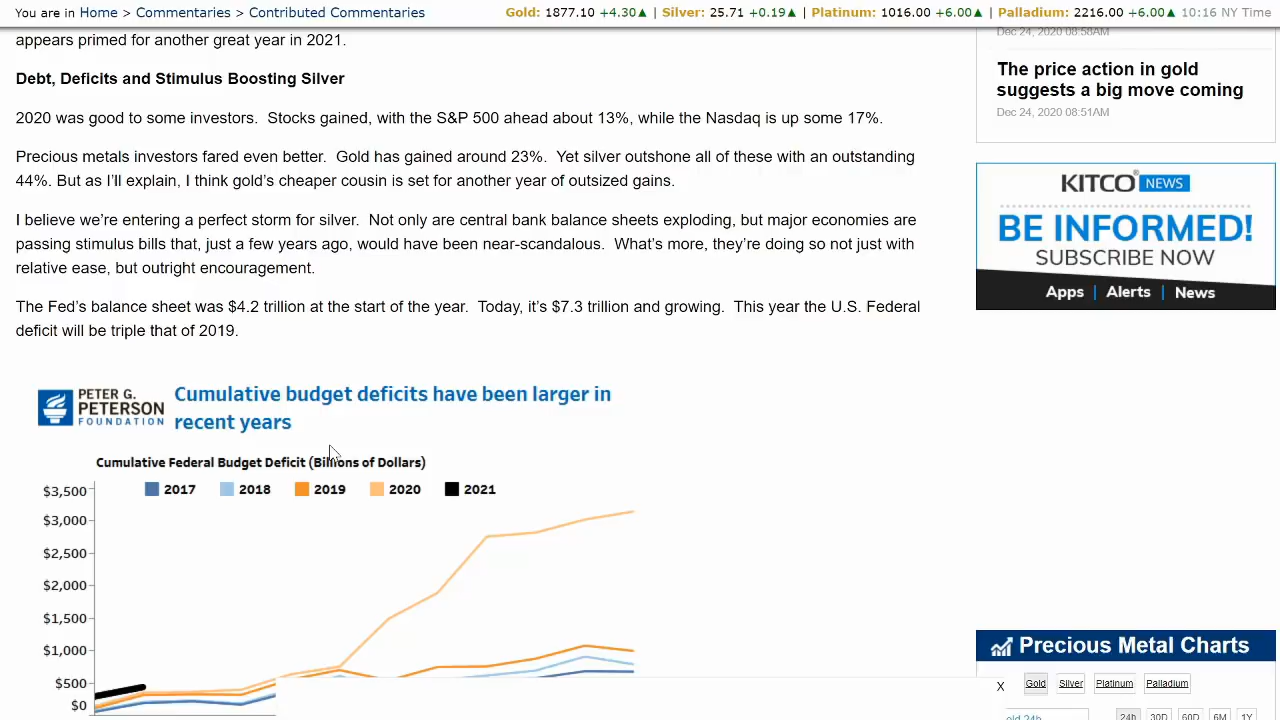 You are in Home > Commentaries > Contributed Commentaries
Gold: 1877.10 +4.30▲ | Silver: 25.71 +0.19▲ | Platinum: 1016.00 +6.00▲ | Palladium: 2216.00 +6.00▲ 10:16 NY Time
appears primed for another great year in 2021.
Debt, Deficits and Stimulus Boosting Silver
2020 was good to some investors.  Stocks gained, with the S&P 500 ahead about 13%, while the Nasdaq is up some 17%.
Precious metals investors fared even better.  Gold has gained around 23%.  Yet silver outshone all of these with an outstanding
44%. But as I’ll explain, I think gold’s cheaper cousin is set for another year of outsized gains.
I believe we’re entering a perfect storm for silver.  Not only are central bank balance sheets exploding, but major economies are
passing stimulus bills that, just a few years ago, would have been near-scandalous.  What’s more, they’re doing so not just with
relative ease, but outright encouragement.
The Fed’s balance sheet was $4.2 trillion at the start of the year.  Today, it’s $7.3 trillion and growing.  This year the U.S. Federal
deficit will be triple that of 2019.
PETER G.
PETERSON
FOUNDATION
Cumulative budget deficits have been larger in
recent years
Cumulative Federal Budget Deficit (Billions of Dollars)
2017 2018 2019 2020 2021
$3,500
$3,000
$2,500
$2,000
$1,500
$1,000
$500
$0
Dec 24, 2020 08:58AM
The price action in gold
suggests a big move coming
Dec 24, 2020 08:51AM
KITCO® NEWS
BE INFORMED!
SUBSCRIBE NOW
Apps | Alerts | News
Precious Metal Charts
X
Gold Silver Platinum Palladium
24h 30D 60D 6M 1Y